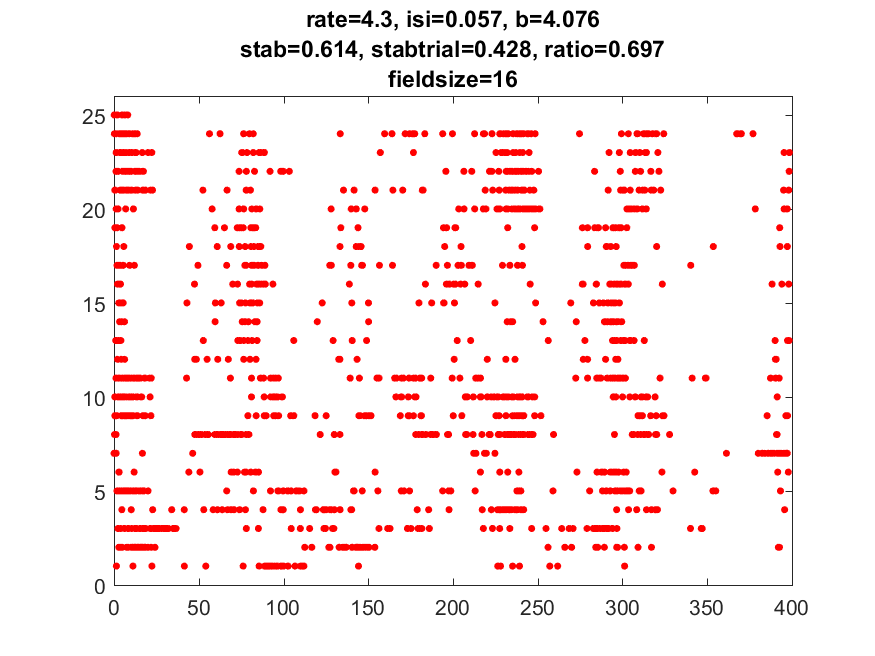 rate=4.3, isi=0.057, b=4.076
stab=0.614, stabtrial=0.428, ratio=0.697
fieldsize=16
25
20
15
10
5
0
0 50 100 150 200 250 300 350 400